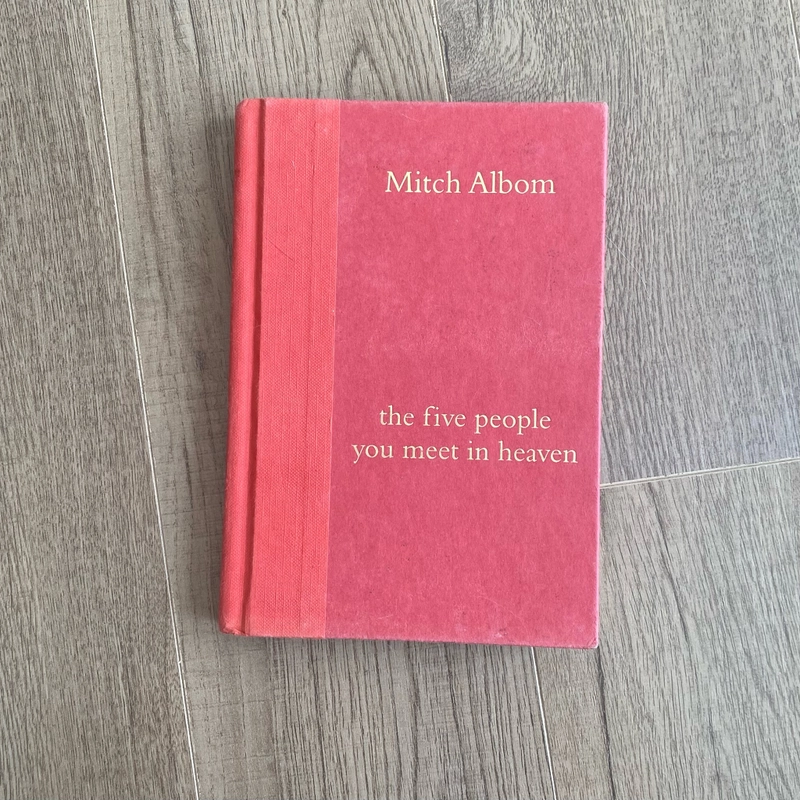 Mitch Albom
the five people
you meet in heaven